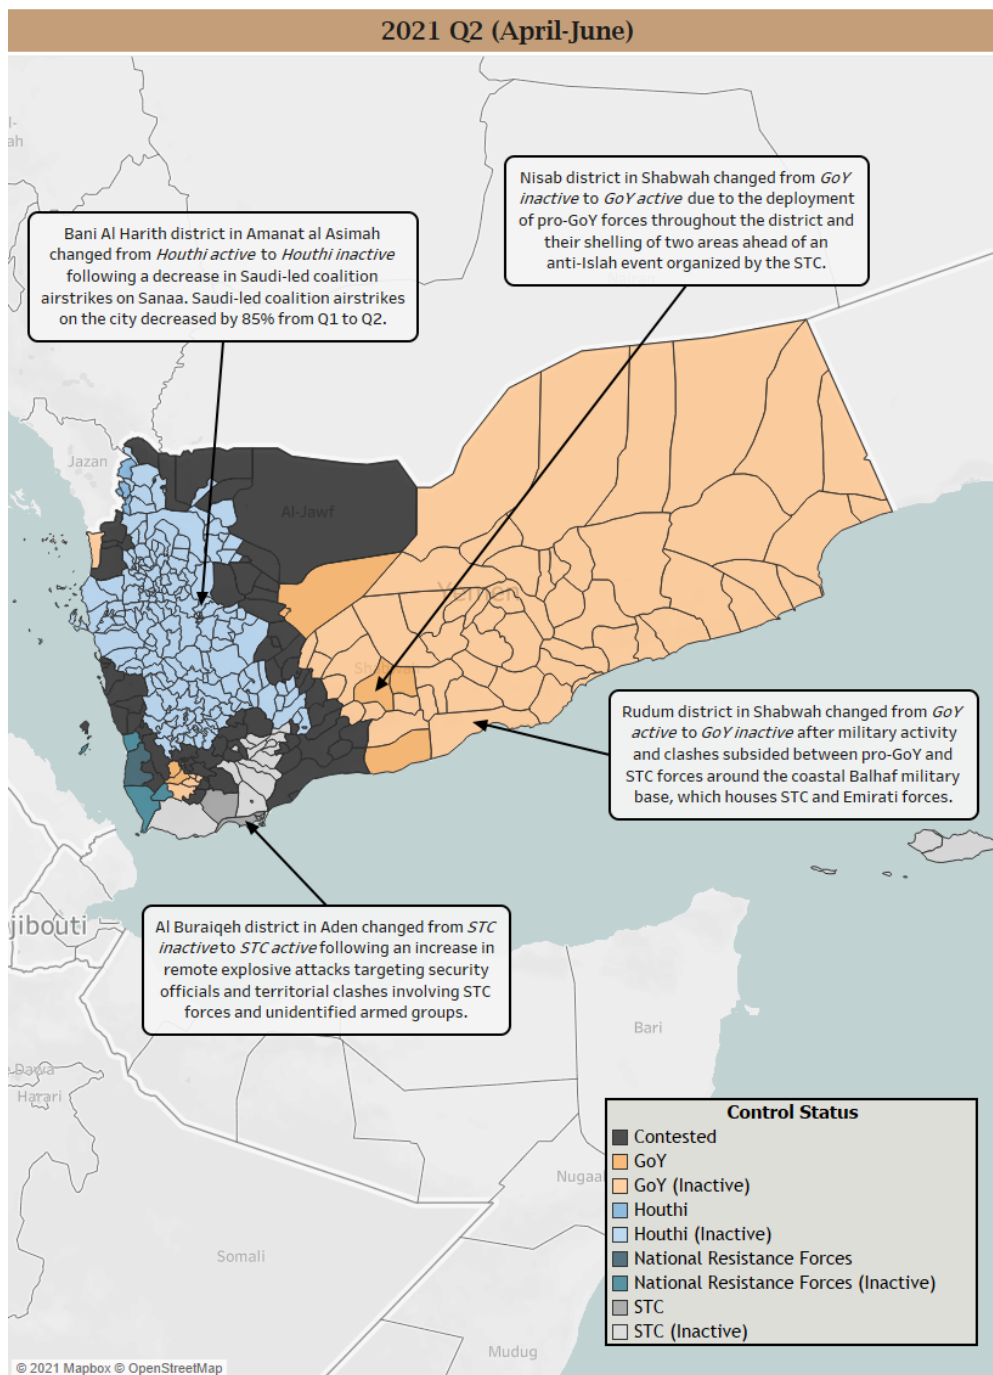 2021 Q2 (April-June)
Nisab district in Shabwah changed from GoY
inactive to GoY active due to the deployment
of pro-GoY forces throughout the district and
their shelling of two areas ahead of an
anti-Islah event organized by the STC.
Bani Al Harith district in Amanat al Asimah
changed from Houthi active to Houthi inactive
following a decrease in Saudi-led coalition
airstrikes on Sanaa. Saudi-led coalition airstrikes
on the city decreased by 85% from Q1 to Q2.
Jazan
Al-Jawf
Yemen
Rudum district in Shabwah changed from GoY
active to GoY inactive after military activity
and clashes subsided between pro-GoY and
STC forces around the coastal Balhaf military
base, which houses STC and Emirati forces.
Al Buraiqeh district in Aden changed from STC
inactive to STC active following an increase in
remote explosive attacks targeting security
officials and territorial clashes involving STC
forces and unidentified armed groups.
jibouti
Bari
Dawa
Harari
Nugaa
Somali
Mudug
Control Status
Contested
GoY
GoY (Inactive)
Houthi
Houthi (Inactive)
National Resistance Forces
National Resistance Forces (Inactive)
STC
STC (Inactive)
© 2021 Mapbox © OpenStreetMap